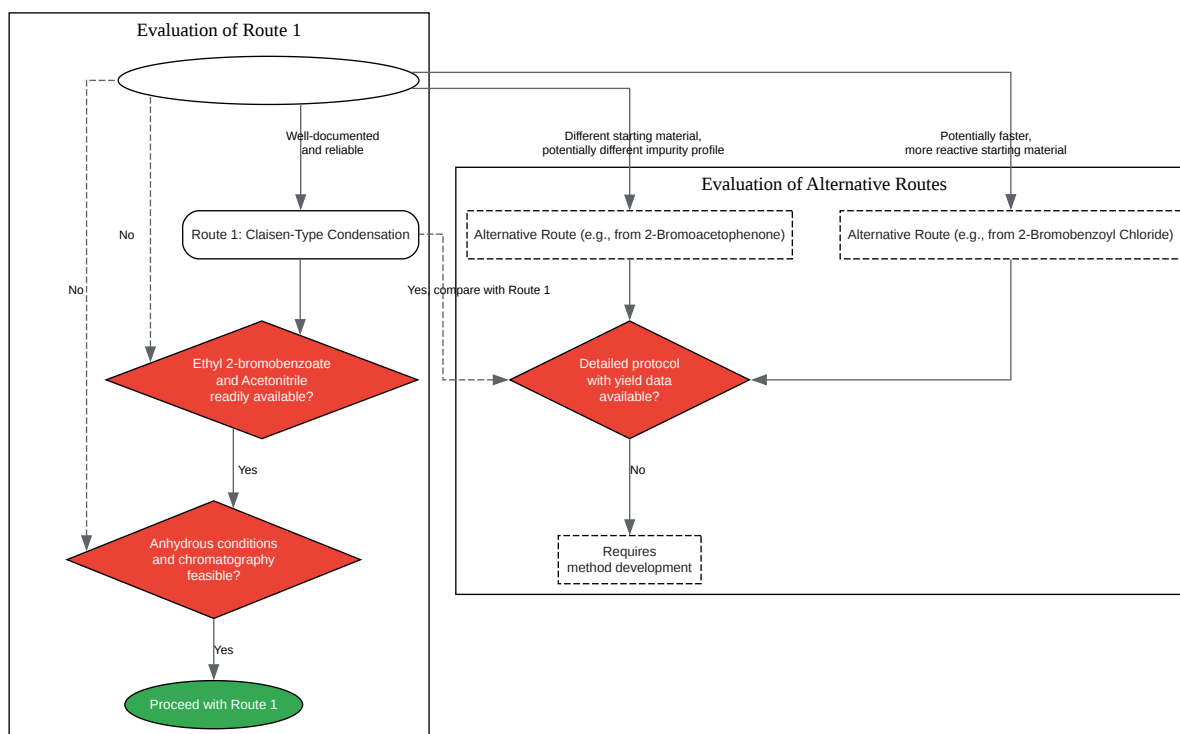 Evaluation of Route 1
Well-documented
and reliable
Different starting material,
potentially different impurity profile
Potentially faster,
more reactive starting material
Evaluation of Alternative Routes
No
Route 1: Claisen-Type Condensation
Alternative Route (e.g., from 2-Bromoacetophenone)
Alternative Route (e.g., from 2-Bromobenzoyl Chloride)
No
Yes, compare with Route 1
Ethyl 2-bromobenzoate
and Acetonitrile
readily available?
Detailed protocol
with yield data
available?
Yes
No
Anhydrous conditions
and chromatography
feasible?
Requires
method development
Yes
Proceed with Route 1